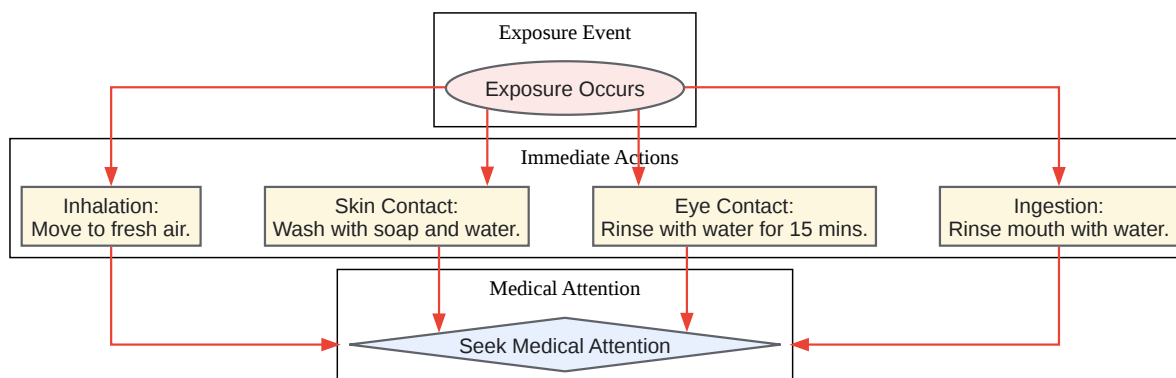 Exposure Event
Exposure Occurs
Immediate Actions
Inhalation:
Move to fresh air.
Skin Contact:
Wash with soap and water.
Eye Contact:
Rinse with water for 15 mins.
Ingestion:
Rinse mouth with water.
Medical Attention
Seek Medical Attention